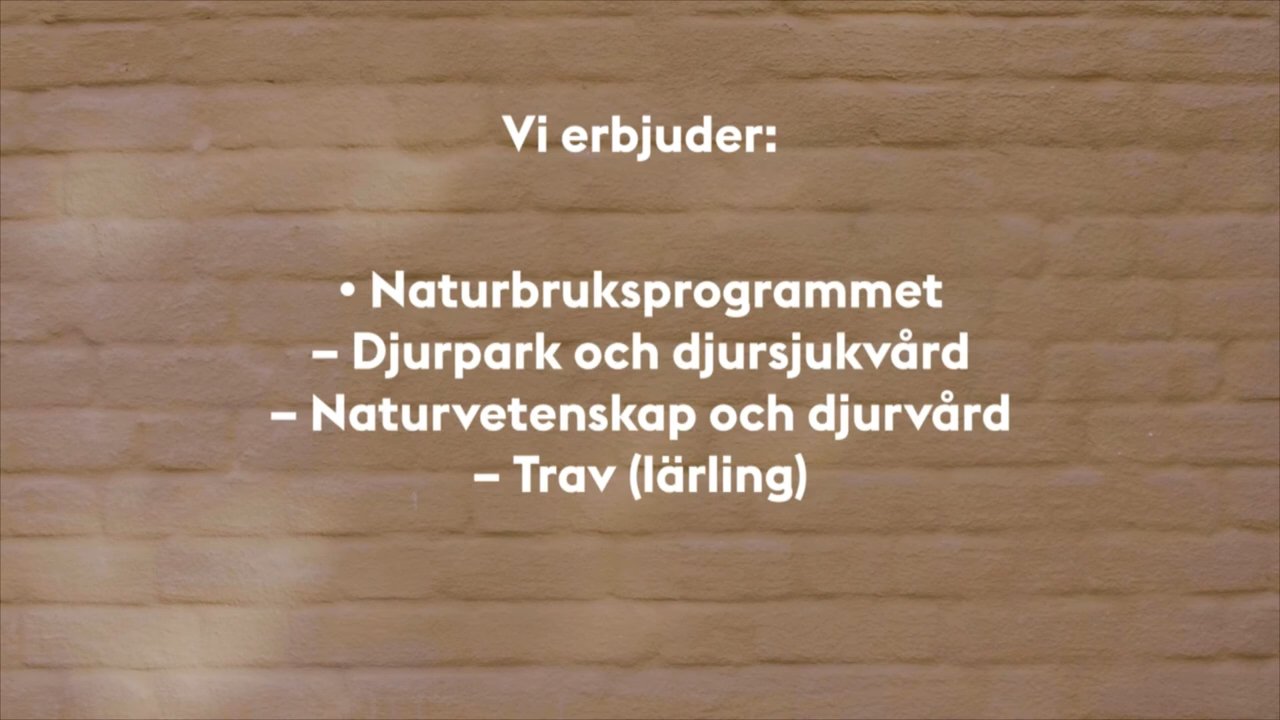 Vi erbjuder:
• Naturbruksprogrammet
– Djurpark och djursjukvård
– Naturvetenskap och djurvård
– Trav (lärling)